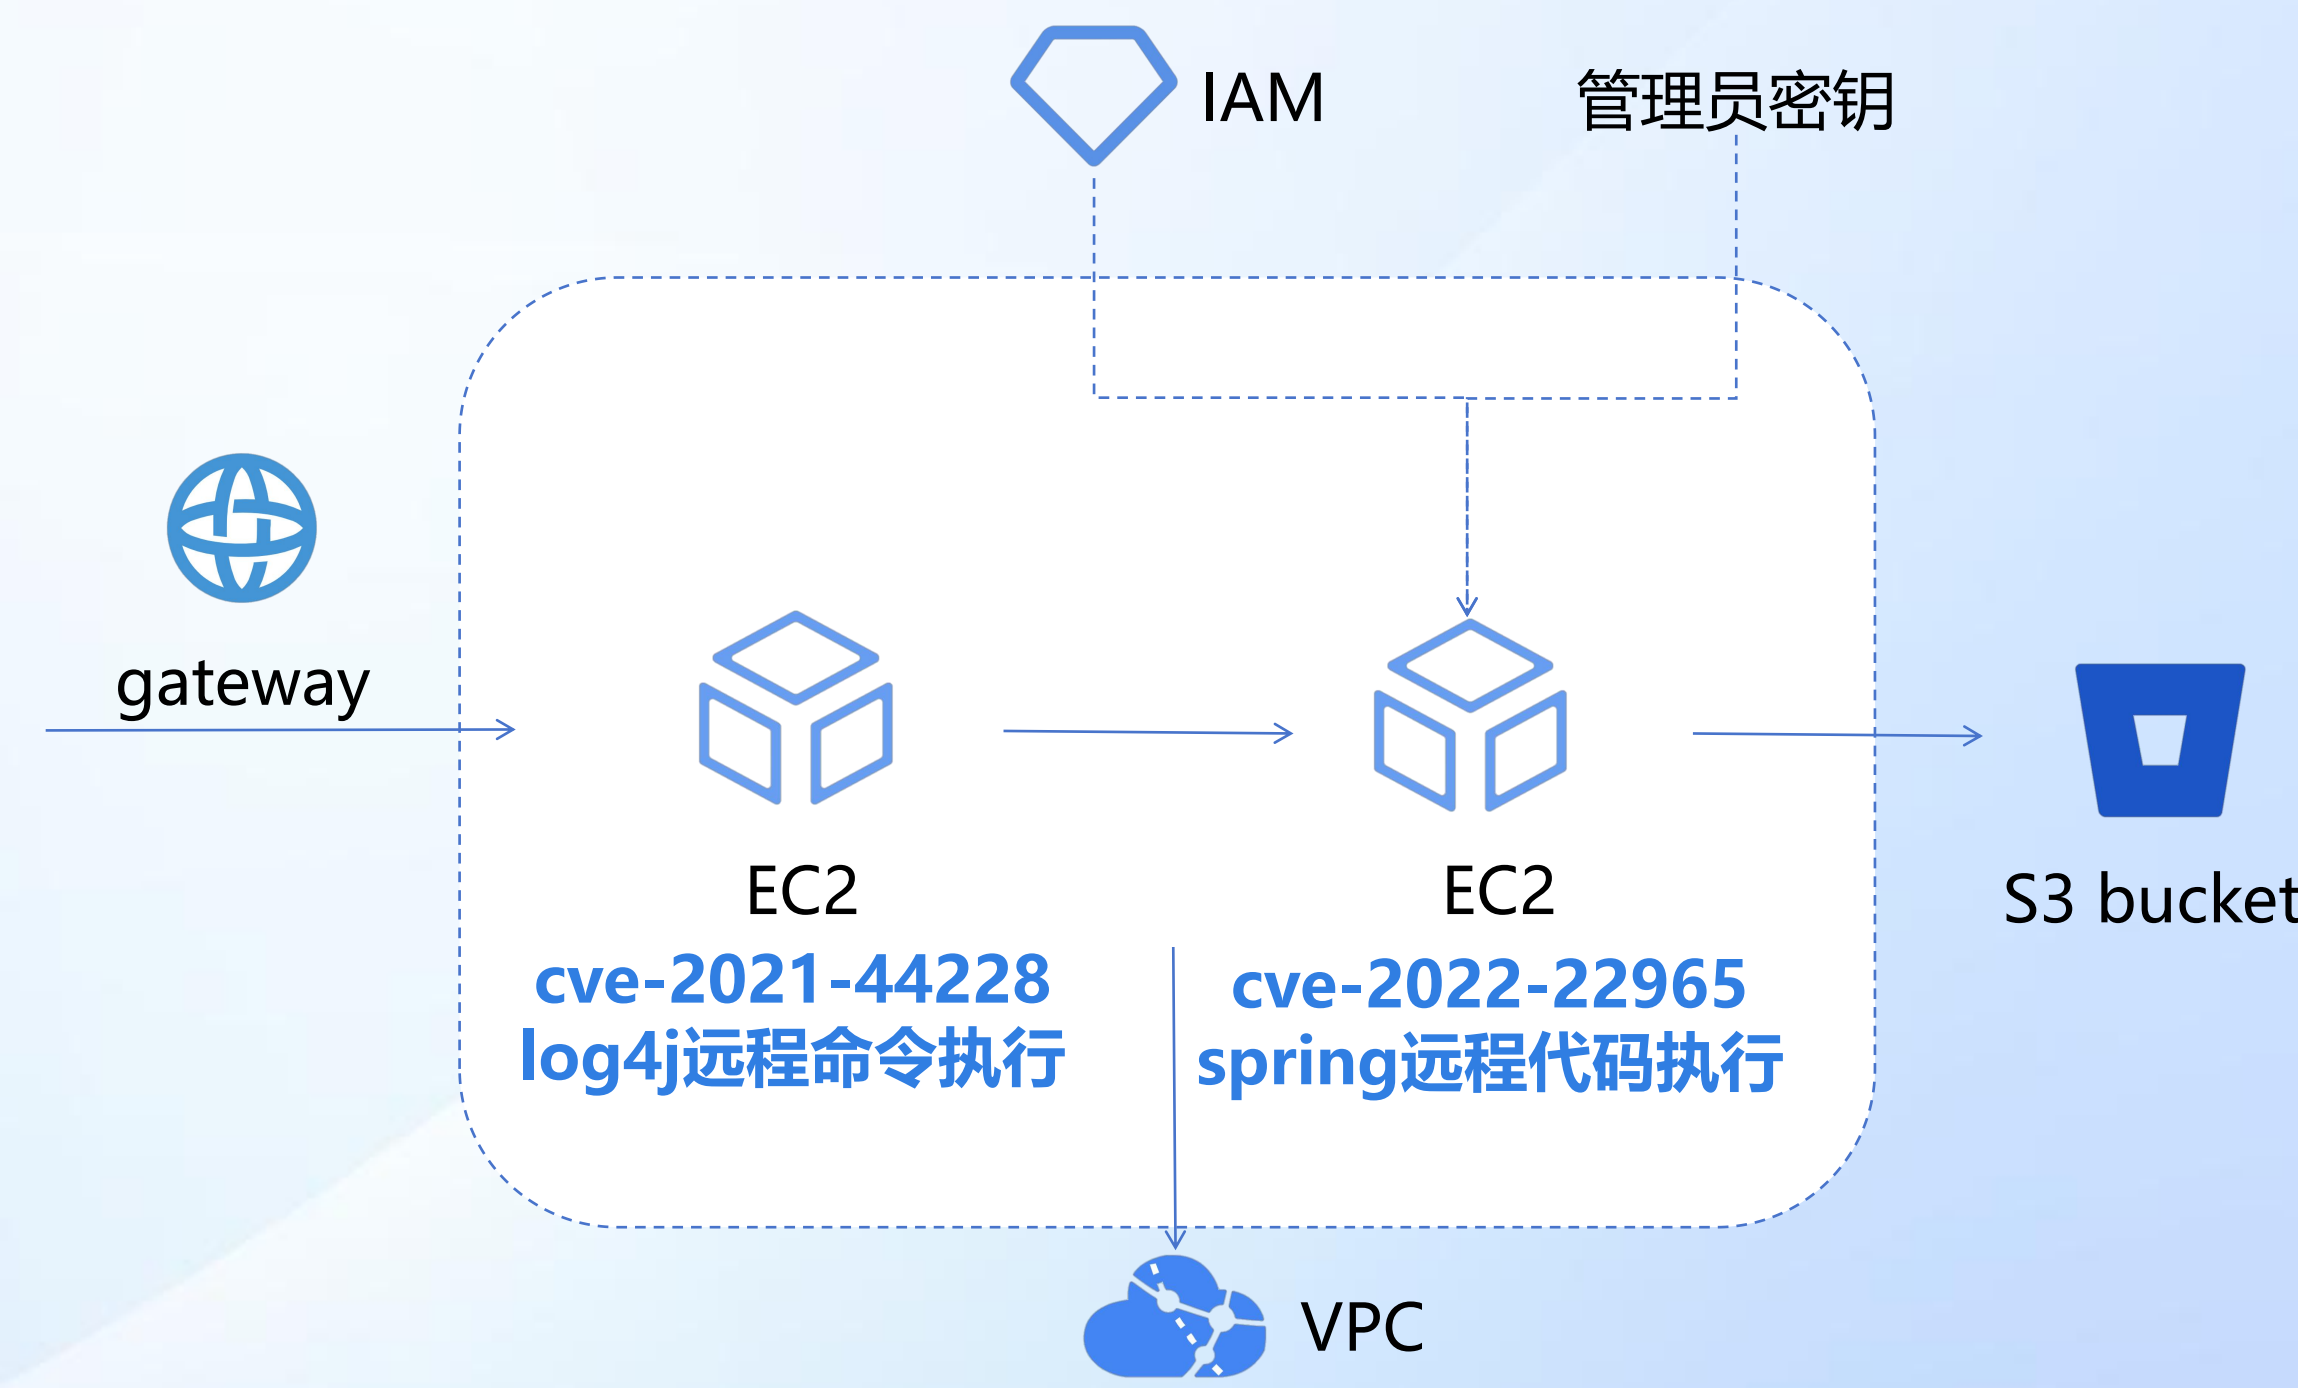 IAM
管理员密钥
gateway
EC2
cve-2021-44228
log4j远程命令执行
EC2
cve-2022-22965
spring远程代码执行
S3 bucket
VPC